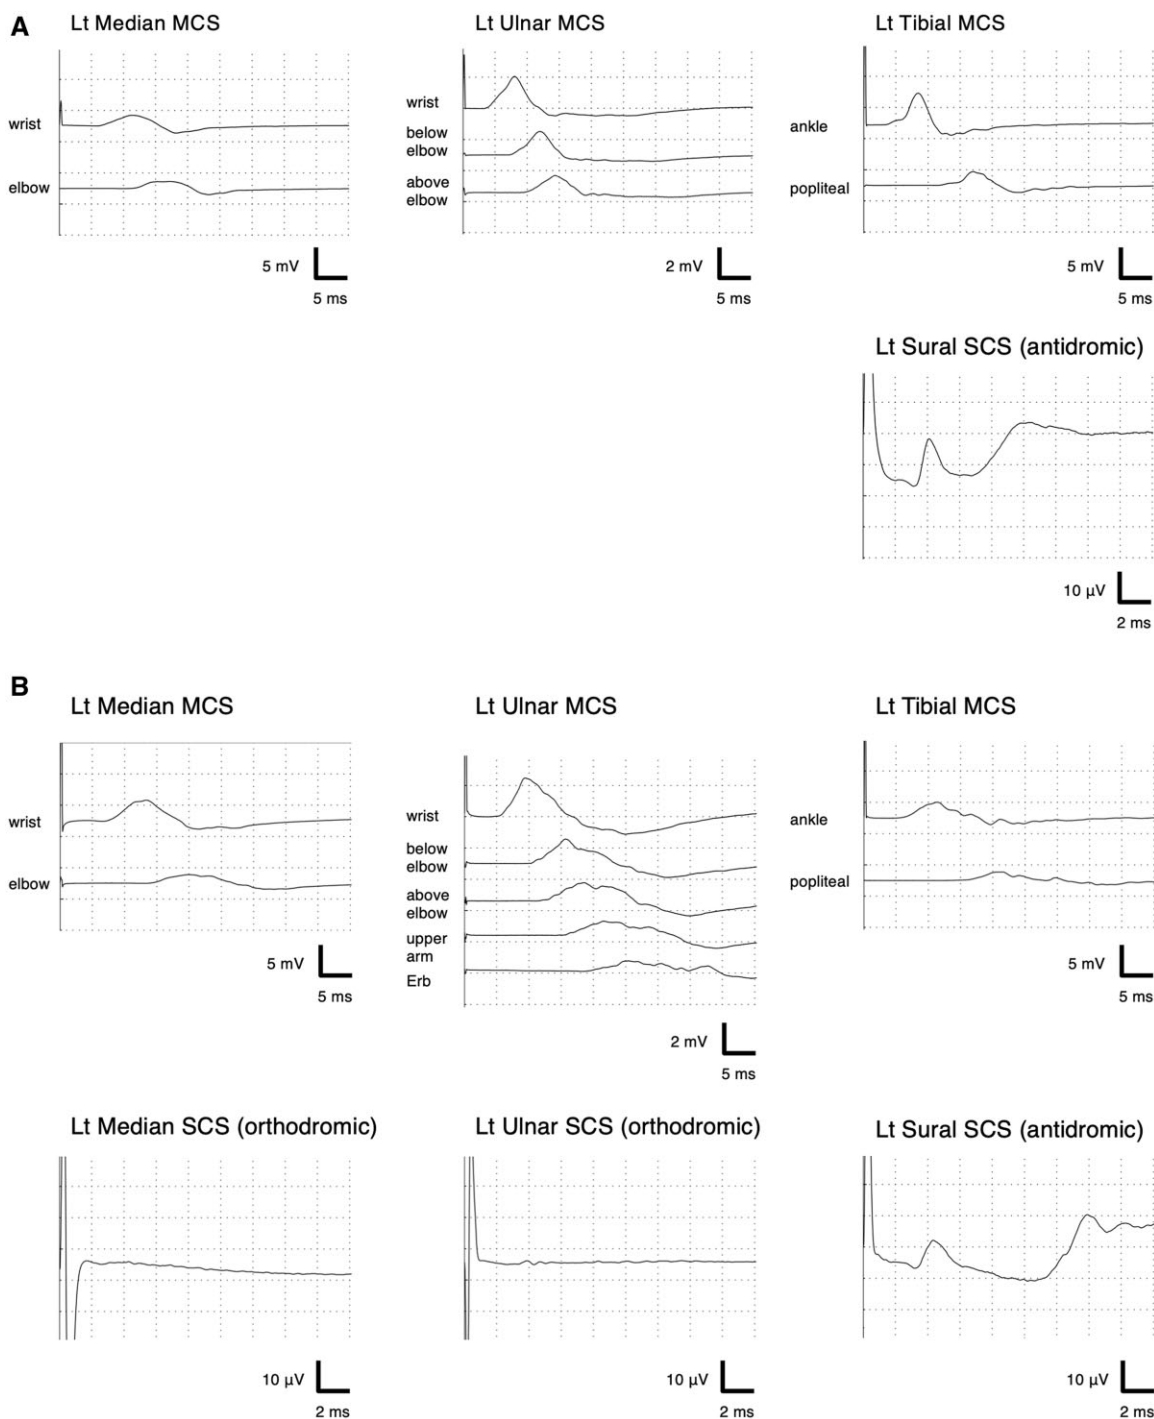 A
Lt Median MCS
Lt Ulnar MCS
Lt Tibial MCS
wrist
elbow
5 mV
5 ms
wrist
below
elbow
above
elbow
2 mV
5 ms
ankle
popliteal
5 mV
5 ms
Lt Sural SCS (antidromic)
10 µV
2 ms
B
Lt Median MCS
Lt Ulnar MCS
Lt Tibial MCS
wrist
elbow
5 mV
5 ms
wrist
below
elbow
above
elbow
upper
arm
Erb
2 mV
5 ms
ankle
popliteal
5 mV
5 ms
Lt Median SCS (orthodromic)
Lt Ulnar SCS (orthodromic)
Lt Sural SCS (antidromic)
10 µV
2 ms
10 µV
2 ms
10 µV
2 ms